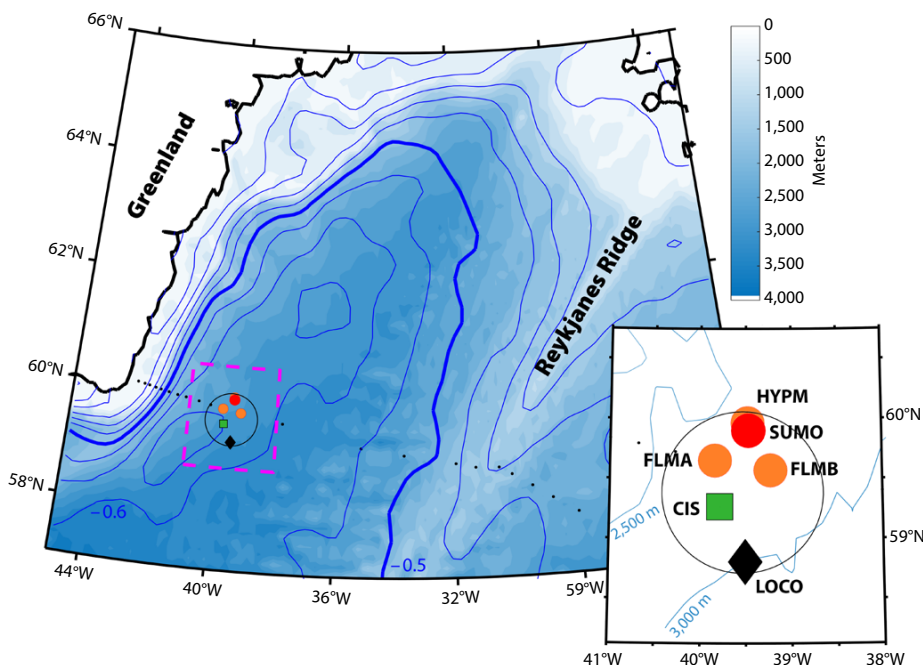 66°N
64°N
62°N
60°N
58°N
44°W
40°W
36°W
32°W
59°W
Greenland
Reykjanes Ridge
−0.6
−0.5
0
500
1,000
1,500
2,000
2,500
3,000
3,500
4,000
Meters
HYPM
SUMO
FLMA
FLMB
CIS
LOCO
2,500 m
3,000 m
60°N
59°N
41°W
40°W
39°W
38°W